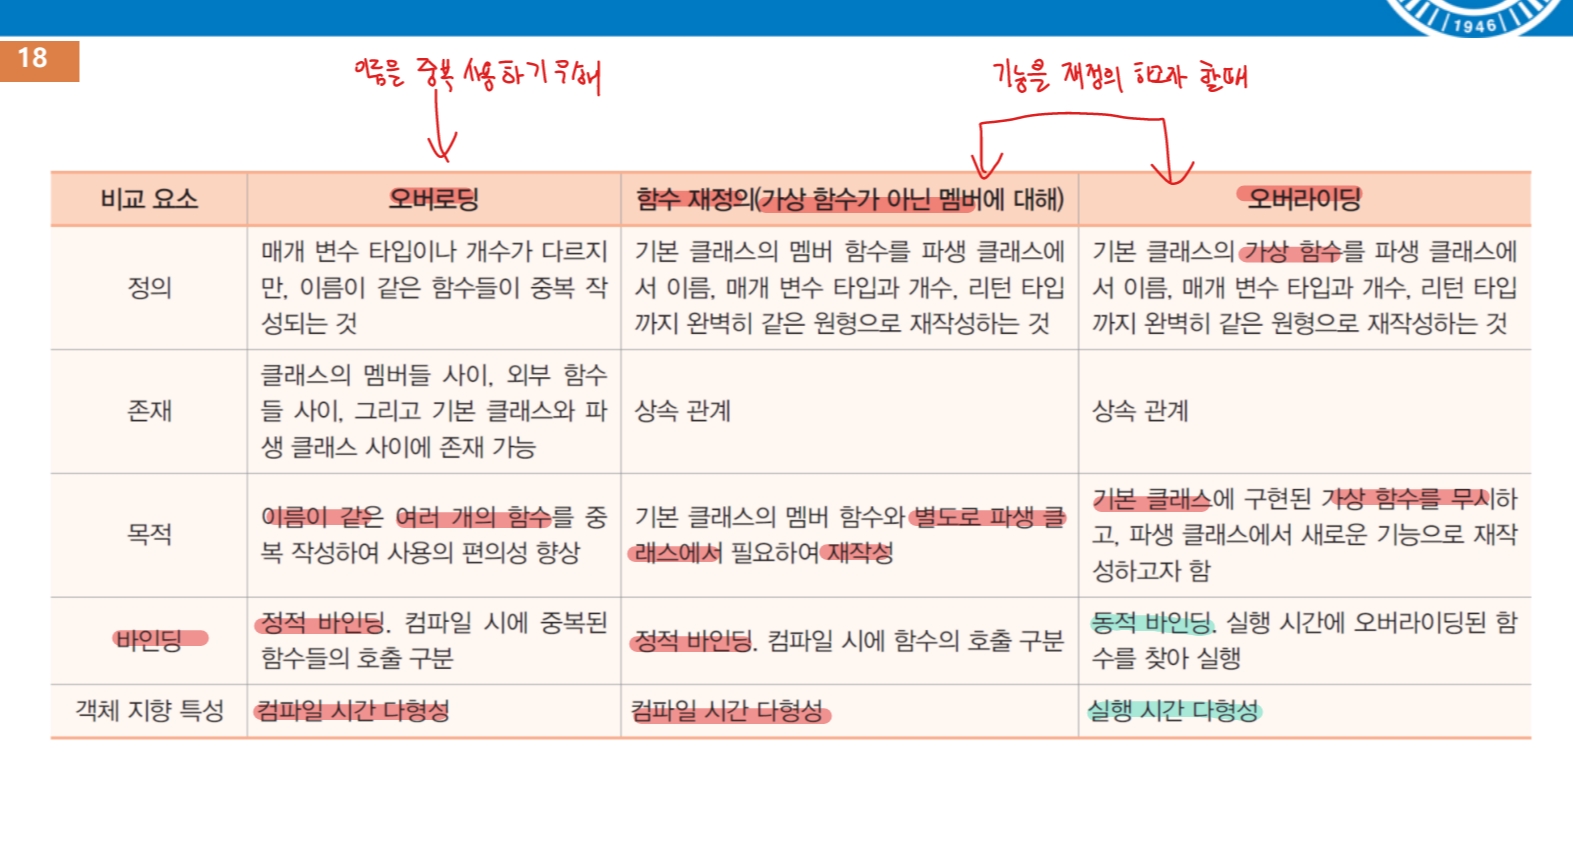 1946
18
이름을 중복 사용하기 위해
기능을 재정의 하고자 할때
비교 요소
오버로딩
함수 재정의(가상 함수가 아닌 멤버에 대해)
오버라이딩
정의
매개 변수 타입이나 개수가 다르지
만, 이름이 같은 함수들이 중복 작
성되는 것
기본 클래스의 멤버 함수를 파생 클래스에
서 이름, 매개 변수 타입과 개수, 리턴 타입
까지 완벽히 같은 원형으로 재작성하는 것
기본 클래스의 가상 함수를 파생 클래스에
서 이름, 매개 변수 타입과 개수, 리턴 타입
까지 완벽히 같은 원형으로 재작성하는 것
존재
클래스의 멤버들 사이, 외부 함수
들 사이, 그리고 기본 클래스와 파
생 클래스 사이에 존재 가능
상속 관계
상속 관계
목적
이름이 같은 여러 개의 함수를 중
복 작성하여 사용의 편의성 향상
기본 클래스의 멤버 함수와 별도로 파생 클
래스에서 필요하여 재작성
기본 클래스에 구현된 가상 함수를 무시하
고, 파생 클래스에서 새로운 기능으로 재작
성하고자 함
바인딩
정적 바인딩. 컴파일 시에 중복된
함수들의 호출 구분
정적 바인딩. 컴파일 시에 함수의 호출 구분
동적 바인딩. 실행 시간에 오버라이딩된 함
수를 찾아 실행
객체 지향 특성
컴파일 시간 다형성
컴파일 시간 다형성
실행 시간 다형성